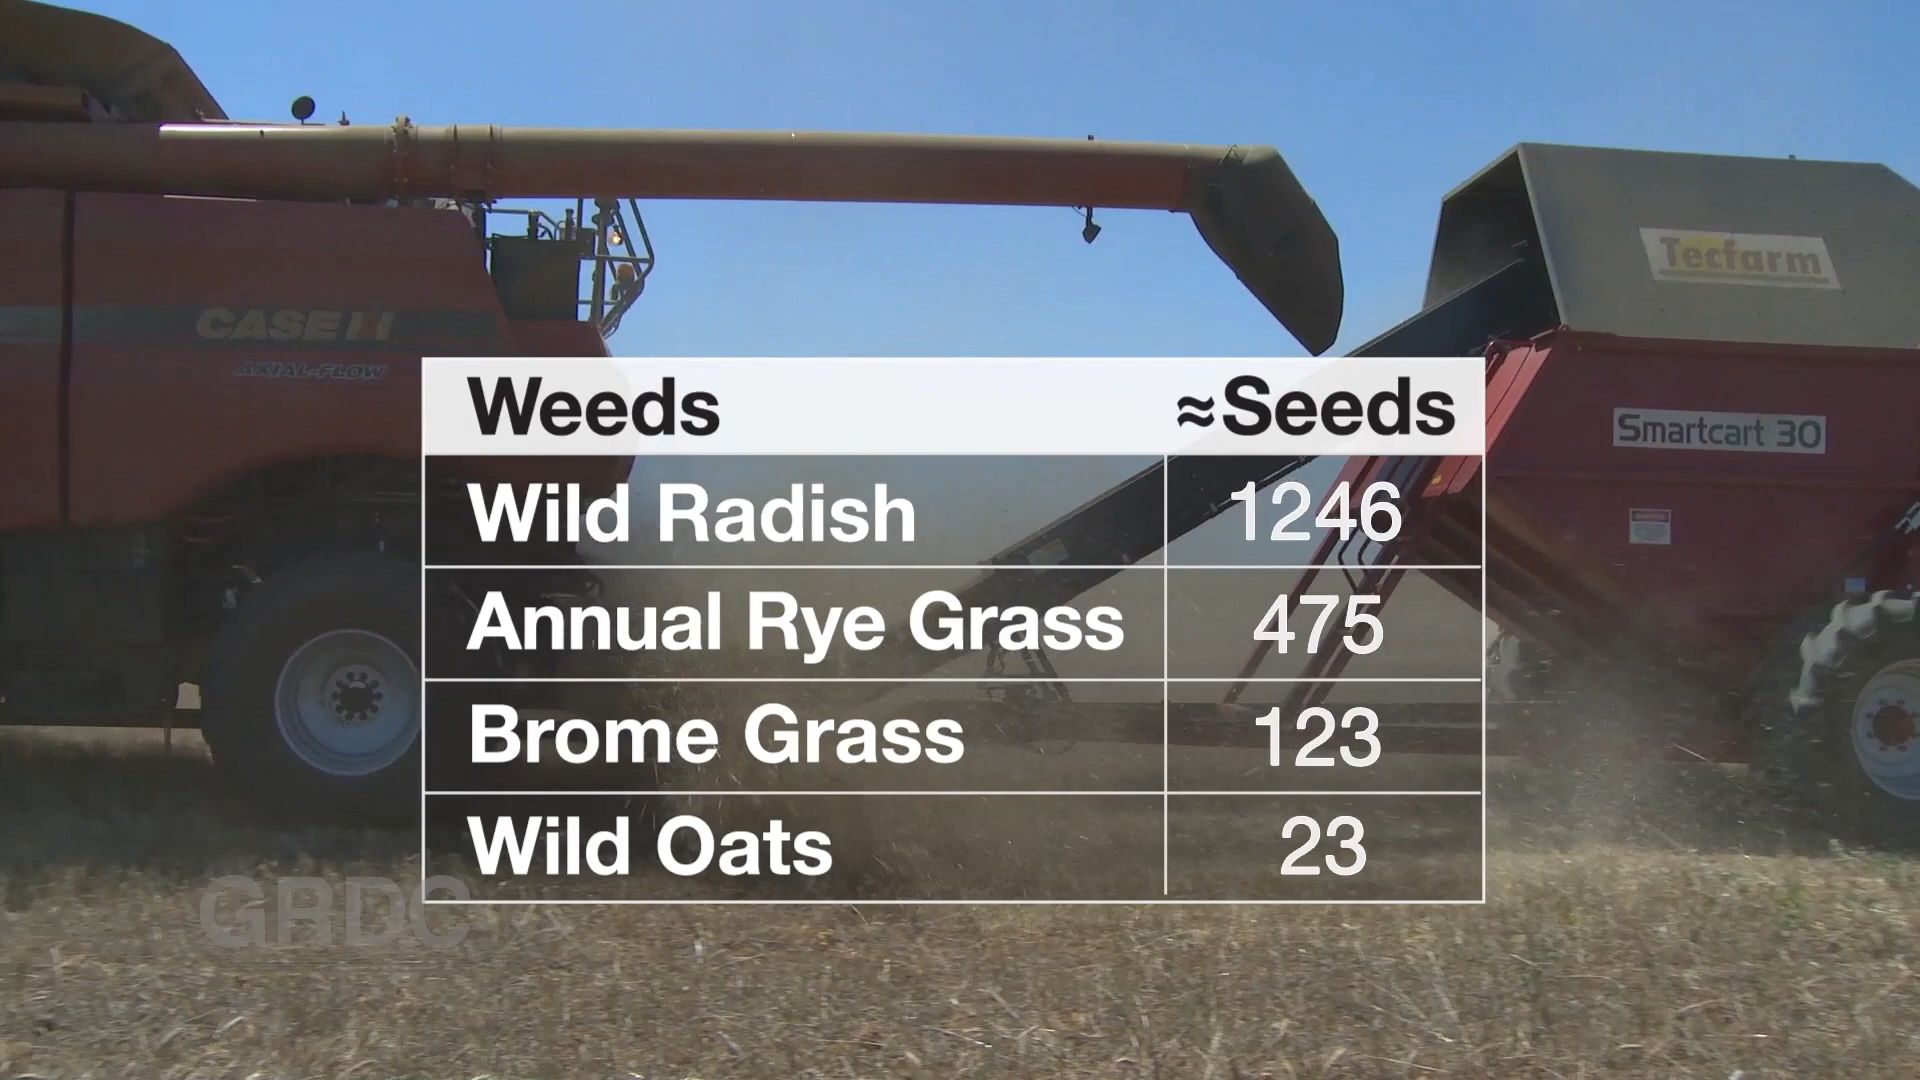 Tecfarm
CASE IH
AXIAL-FLOW
Smartcart 30
Weeds ≈Seeds
Wild Radish 1246
Annual Rye Grass 475
Brome Grass 123
Wild Oats 23
GRDC